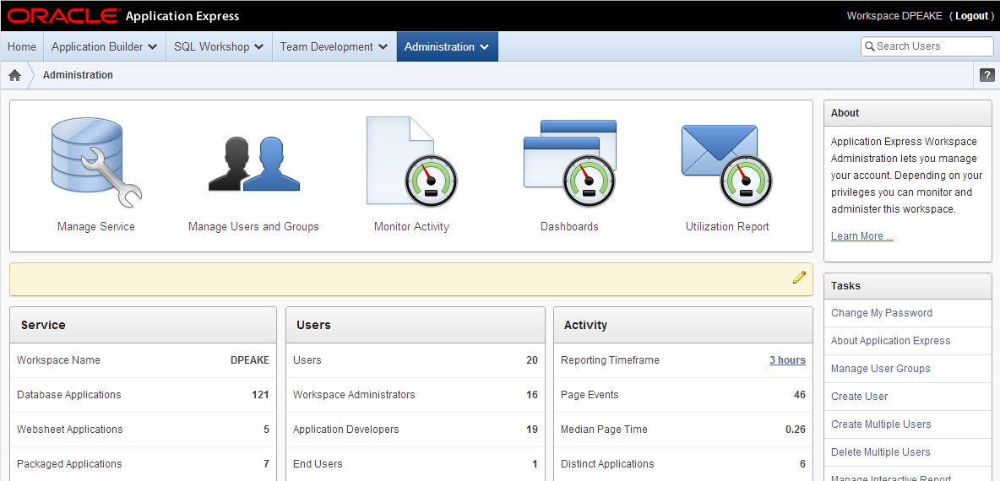 ORACLE Application Express
Workspace DPEAKE ( Logout )
Home
Application Builder
SQL Workshop
Team Development
Administration
Search Users
Administration
?
Manage Service
Manage Users and Groups
Monitor Activity
Dashboards
Utilization Report
Service
Workspace Name DPEAKE
Database Applications 121
Websheet Applications 5
Packaged Applications 7
Users
Users 20
Workspace Administrators 16
Application Developers 19
End Users 1
Activity
Reporting Timeframe 3 hours
Page Events 46
Median Page Time 0.26
Distinct Applications 6
About
Application Express Workspace
Administration lets you manage
your account. Depending on your
privileges you can monitor and
administer this workspace.
Learn More ...
Tasks
Change My Password
About Application Express
Manage User Groups
Create User
Create Multiple Users
Delete Multiple Users
Manage Interactive Report